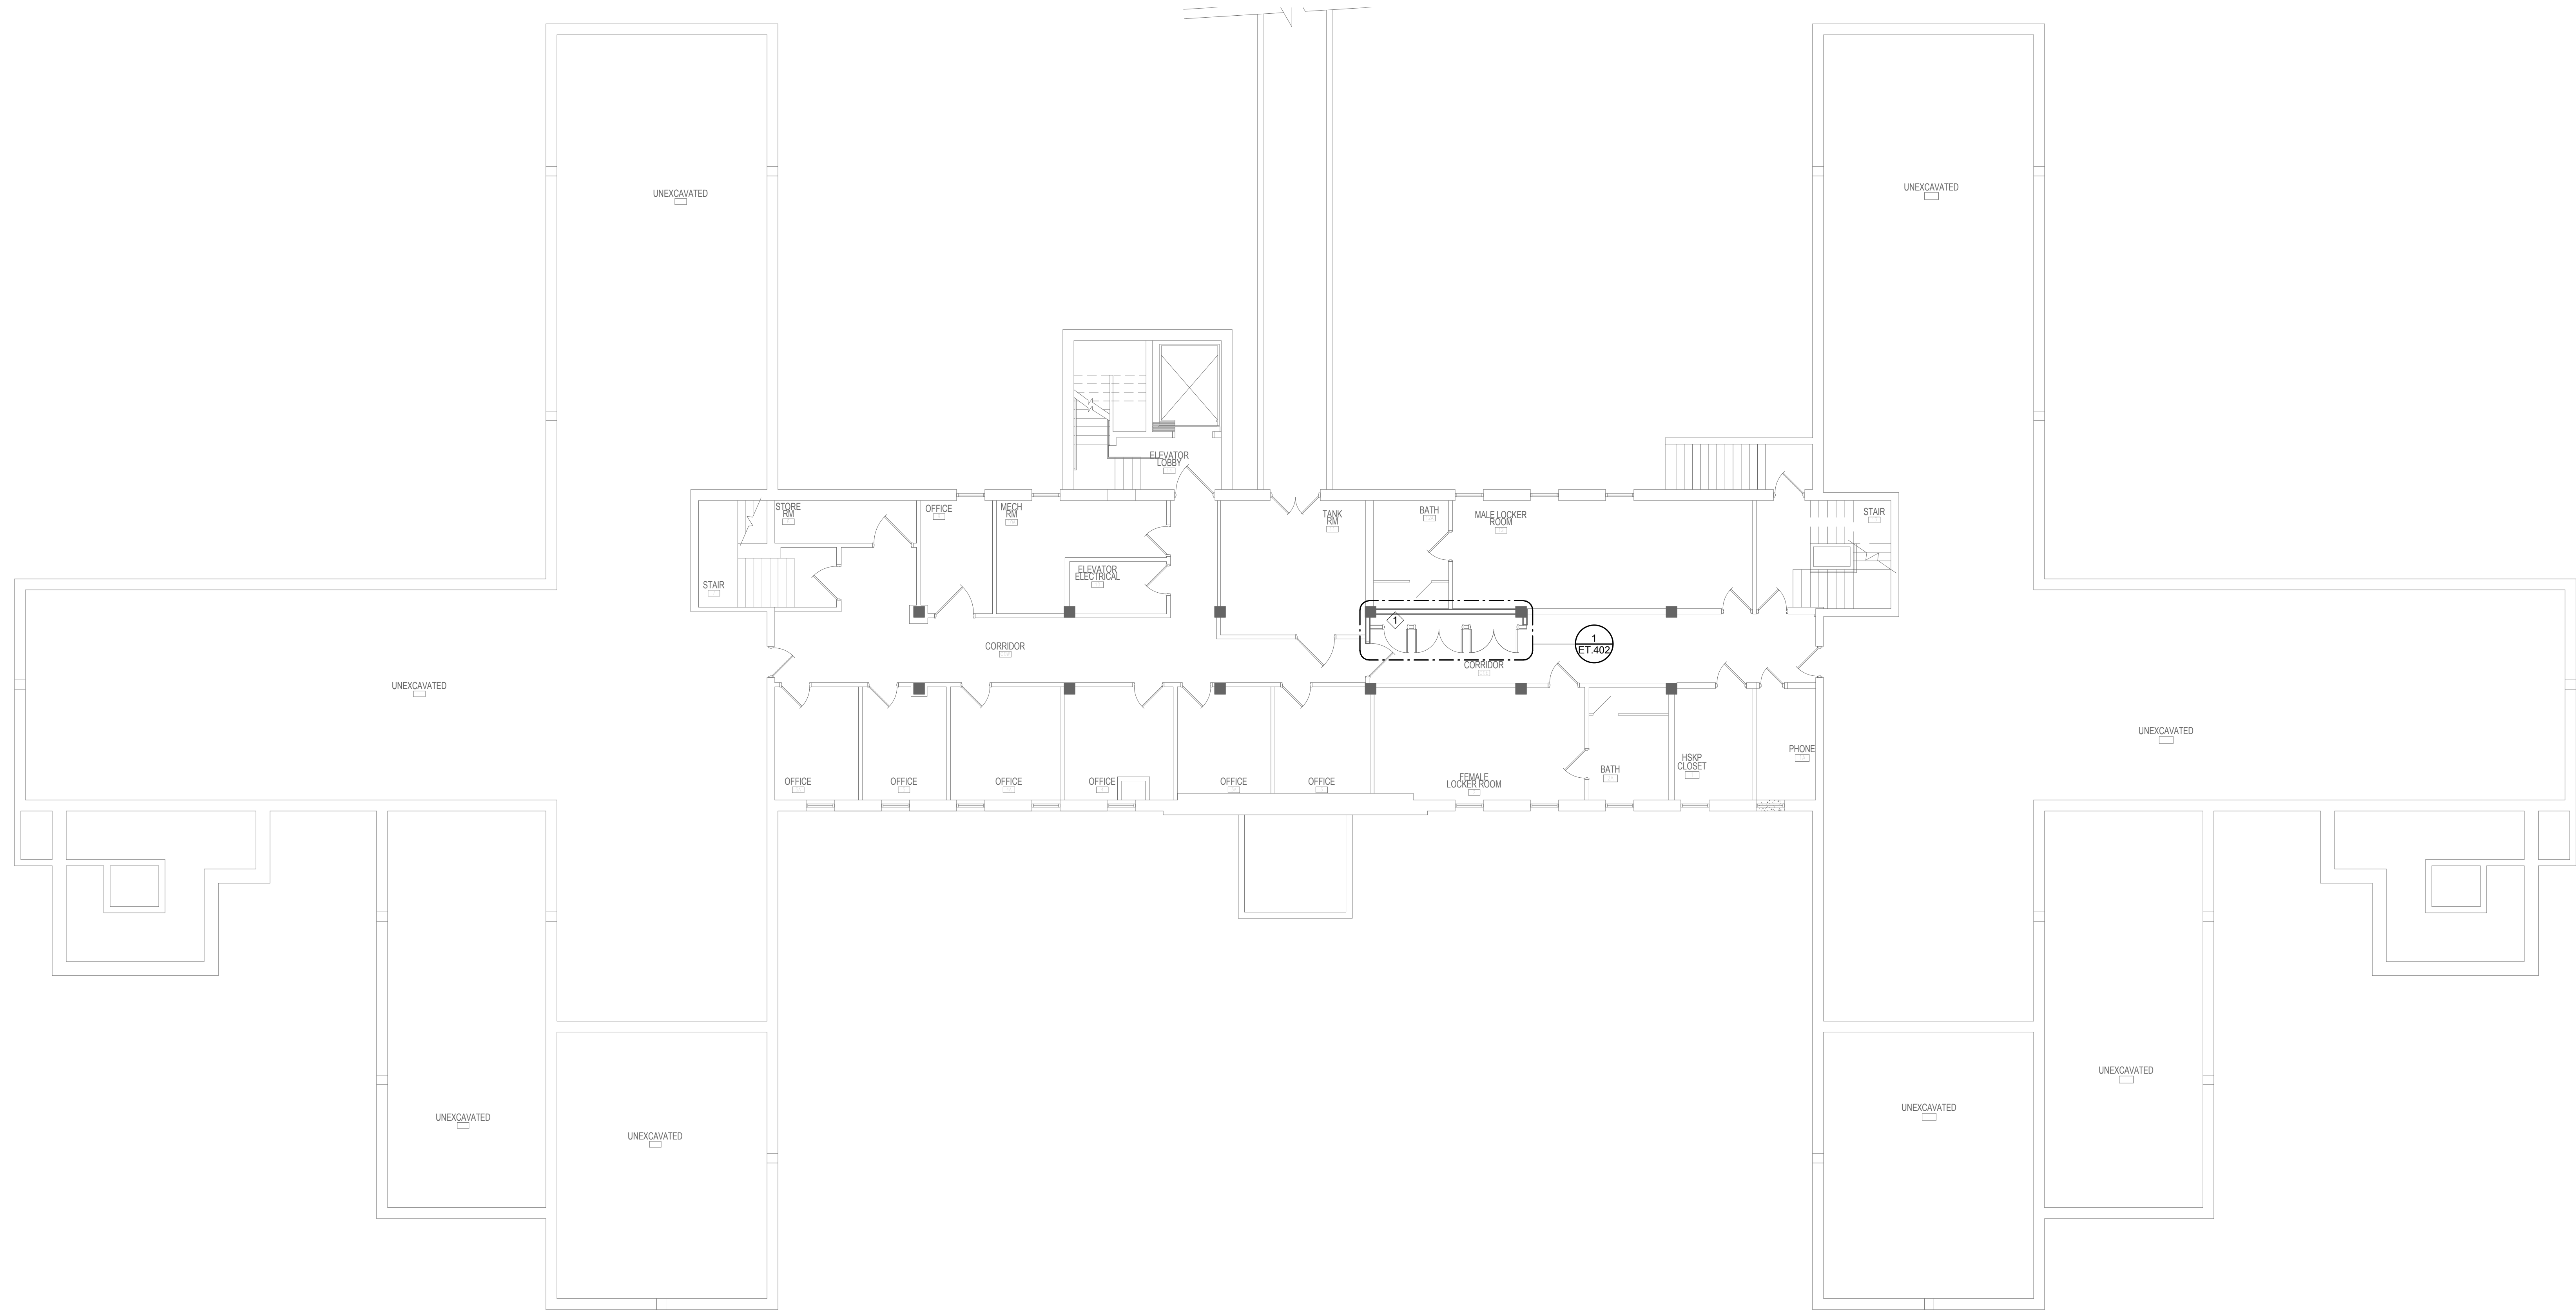 UNEXCAVATED
UNEXCAVATED
ELEVATOR
LOBBY
STORE
RM
OFFICE
MECH
RM
TANK
RM
BATH
MALE LOCKER
ROOM
STAIR
ELEVATOR
ELECTRICAL
STAIR
1
1
ET.402
CORRIDOR
CORRIDOR
UNEXCAVATED
UNEXCAVATED
PHONE
HSKP
CLOSET
BATH
FEMALE
LOCKER ROOM
OFFICE
OFFICE
OFFICE
OFFICE
OFFICE
OFFICE
UNEXCAVATED
UNEXCAVATED
UNEXCAVATED
UNEXCAVATED